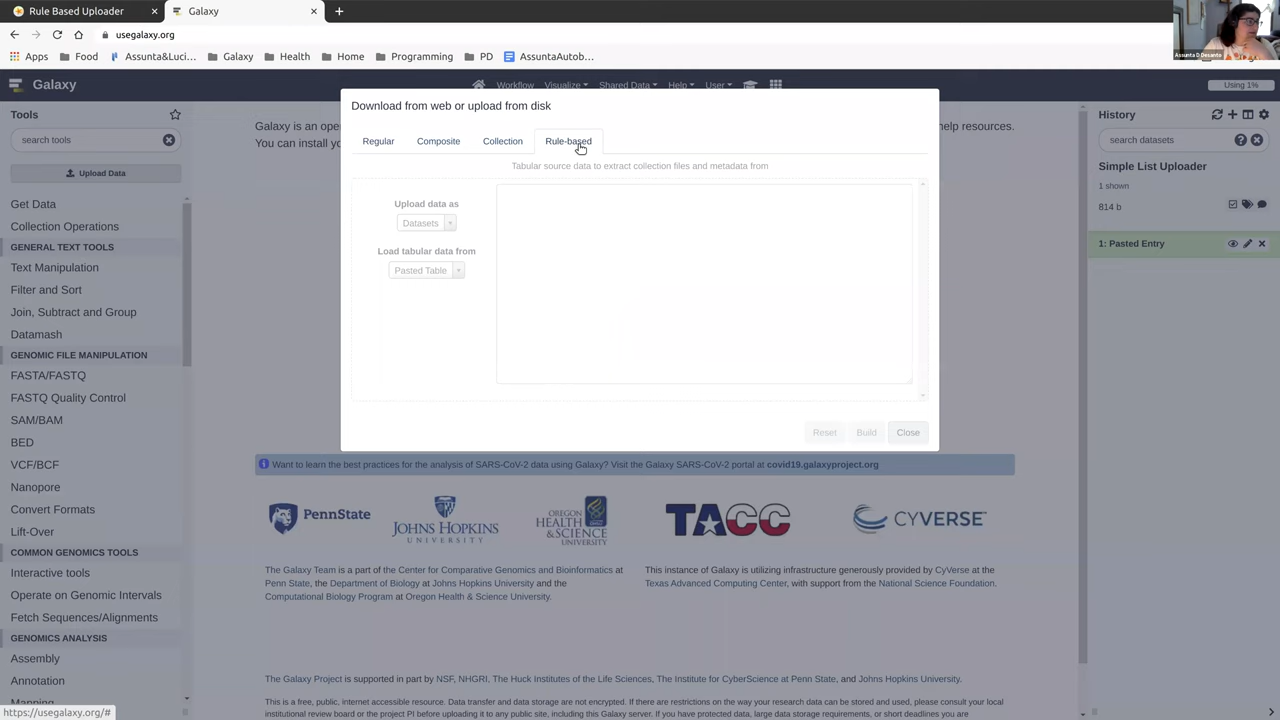 Rule Based Uploader
Galaxy
usegalaxy.org
Apps
Food
Assunta&Luci...
Galaxy
Health
Home
Programming
PD
AssuntaAutob...
Assunta D Desanto
Galaxy
Workflow
Visualize
Shared Data
Help
User
Using 1%
Tools
search tools
Upload Data
Get Data
Collection Operations
GENERAL TEXT TOOLS
Text Manipulation
Filter and Sort
Join, Subtract and Group
Datamash
GENOMIC FILE MANIPULATION
FASTA/FASTQ
FASTQ Quality Control
SAM/BAM
BED
VCF/BCF
Nanopore
Convert Formats
Lift-Over
COMMON GENOMICS TOOLS
Interactive tools
Operate on Genomic Intervals
Fetch Sequences/Alignments
GENOMICS ANALYSIS
Assembly
Annotation
Mapping
https://usegalaxy.org/#
Galaxy is an ope
You can install yo
help resources.
Download from web or upload from disk
Regular
Composite
Collection
Rule-based
Tabular source data to extract collection files and metadata from
Upload data as
Datasets
Load tabular data from
Pasted Table
Reset
Build
Close
Want to learn the best practices for the analysis of SARS-CoV-2 data using Galaxy? Visit the Galaxy SARS-CoV-2 portal at covid19.galaxyproject.org
PennState
JOHNS HOPKINS
UNIVERSITY
OREGON
HEALTH
&SCIENCE
UNIVERSITY
TACC
CYVERSE
The Galaxy Team is a part of the Center for Comparative Genomics and Bioinformatics at
Penn State, the Department of Biology at Johns Hopkins University and the
Computational Biology Program at Oregon Health & Science University.
This instance of Galaxy is utilizing infrastructure generously provided by CyVerse at the
Texas Advanced Computing Center, with support from the National Science Foundation.
The Galaxy Project is supported in part by NSF, NHGRI, The Huck Institutes of the Life Sciences, The Institute for CyberScience at Penn State, and Johns Hopkins University.
This is a free, public, internet accessible resource. Data transfer and data storage are not encrypted. If there are restrictions on the way your research data can be stored and used, please consult your local
institutional review board or the project PI before uploading it to any public site, including this Galaxy server. If you have protected data, large data storage requirements, or short deadlines you are
History
search datasets
Simple List Uploader
1 shown
814 b
1: Pasted Entry